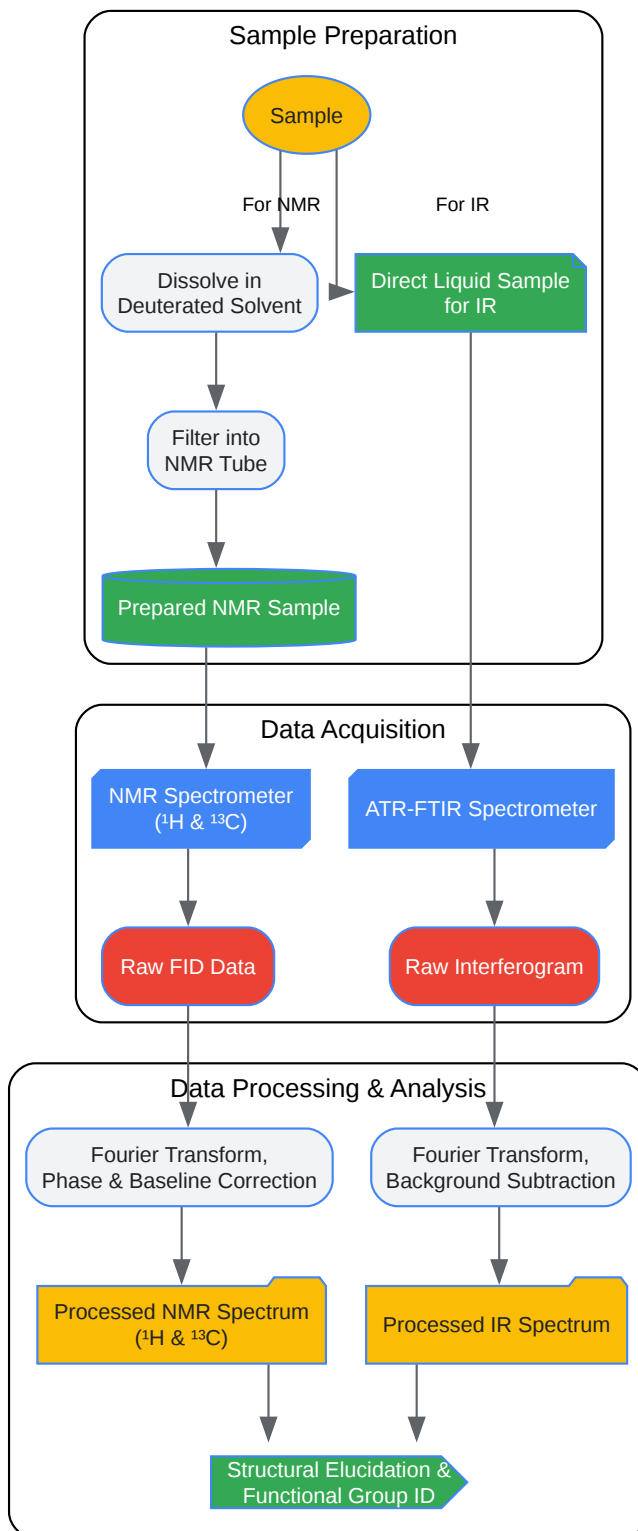 Sample Preparation
Sample
For NMR
For IR
Dissolve in
Deuterated Solvent
Direct Liquid Sample
for IR
Filter into
NMR Tube
Prepared NMR Sample
Data Acquisition
NMR Spectrometer
(¹H & ¹³C)
ATR-FTIR Spectrometer
Raw FID Data
Raw Interferogram
Data Processing & Analysis
Fourier Transform,
Phase & Baseline Correction
Fourier Transform,
Background Subtraction
Processed NMR Spectrum
(¹H & ¹³C)
Processed IR Spectrum
Structural Elucidation &
Functional Group ID